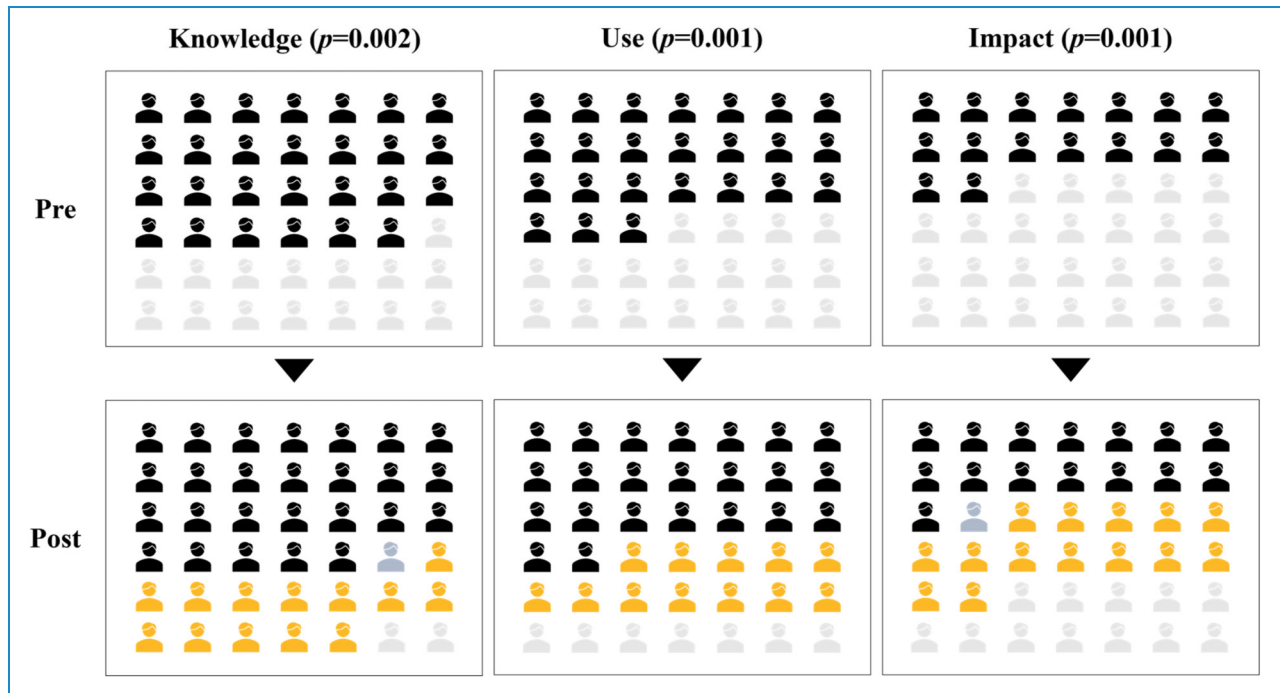 Knowledge (p=0.002)
Use (p=0.001)
Impact (p=0.001)
Pre
Post